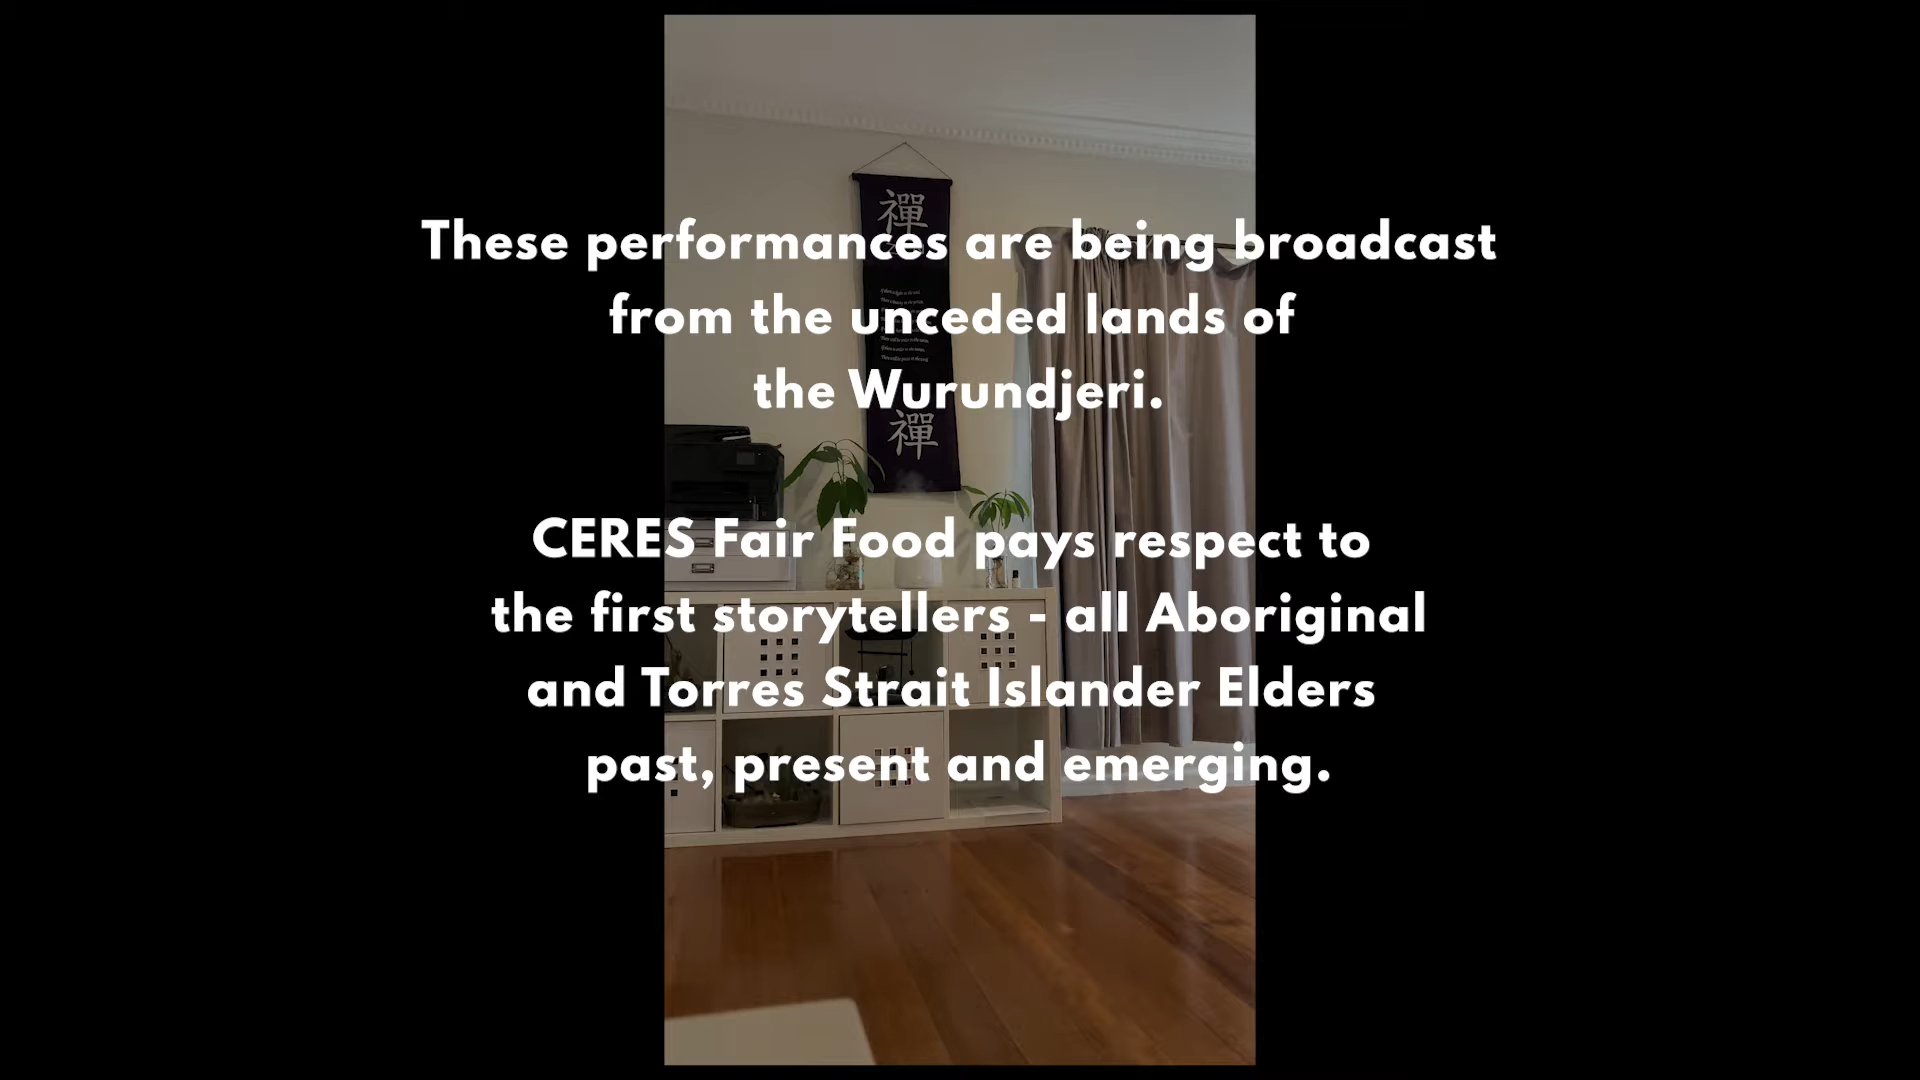 These performances are being broadcast
from the unceded lands of
the Wurundjeri.
CERES Fair Food pays respect to
the first storytellers - all Aboriginal
and Torres Strait Islander Elders
past, present and emerging.
禪
禪